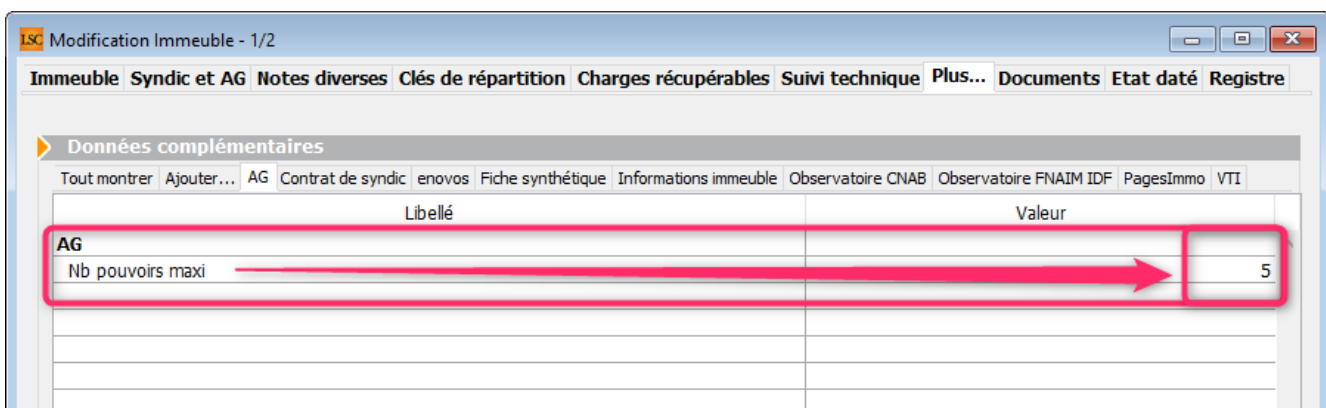 LSC Modification Immeuble - 1/2
Immeuble Syndic et AG Notes diverses Clés de répartition Charges récupérables Suivi technique Plus... Documents Etat daté Registre
Données complémentaires
Tout montrer Ajouter... AG Contrat de syndic enovos Fiche synthétique Informations immeuble Observatoire CNAB Observatoire FNAIM IDF PagesImmo VTI
Libellé Valeur
AG
Nb pouvoirs maxi 5